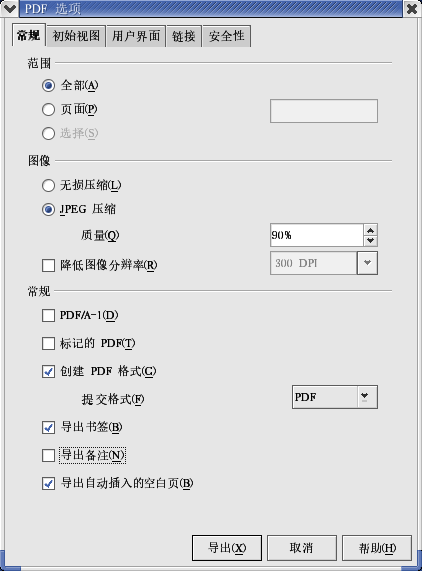 PDF 选项
常规 初始视图 用户界面 链接 安全性
范围
全部(A)
页面(P)
选择(S)
图像
无损压缩(L)
JPEG 压缩
质量(Q) 90%
降低图像分辨率(R) 300 DPI
常规
PDF/A-1(D)
标记的 PDF(T)
创建 PDF 格式(G)
提交格式(F) PDF
导出书签(B)
导出备注(N)
导出自动插入的空白页(B)
导出(X) 取消 帮助(H)